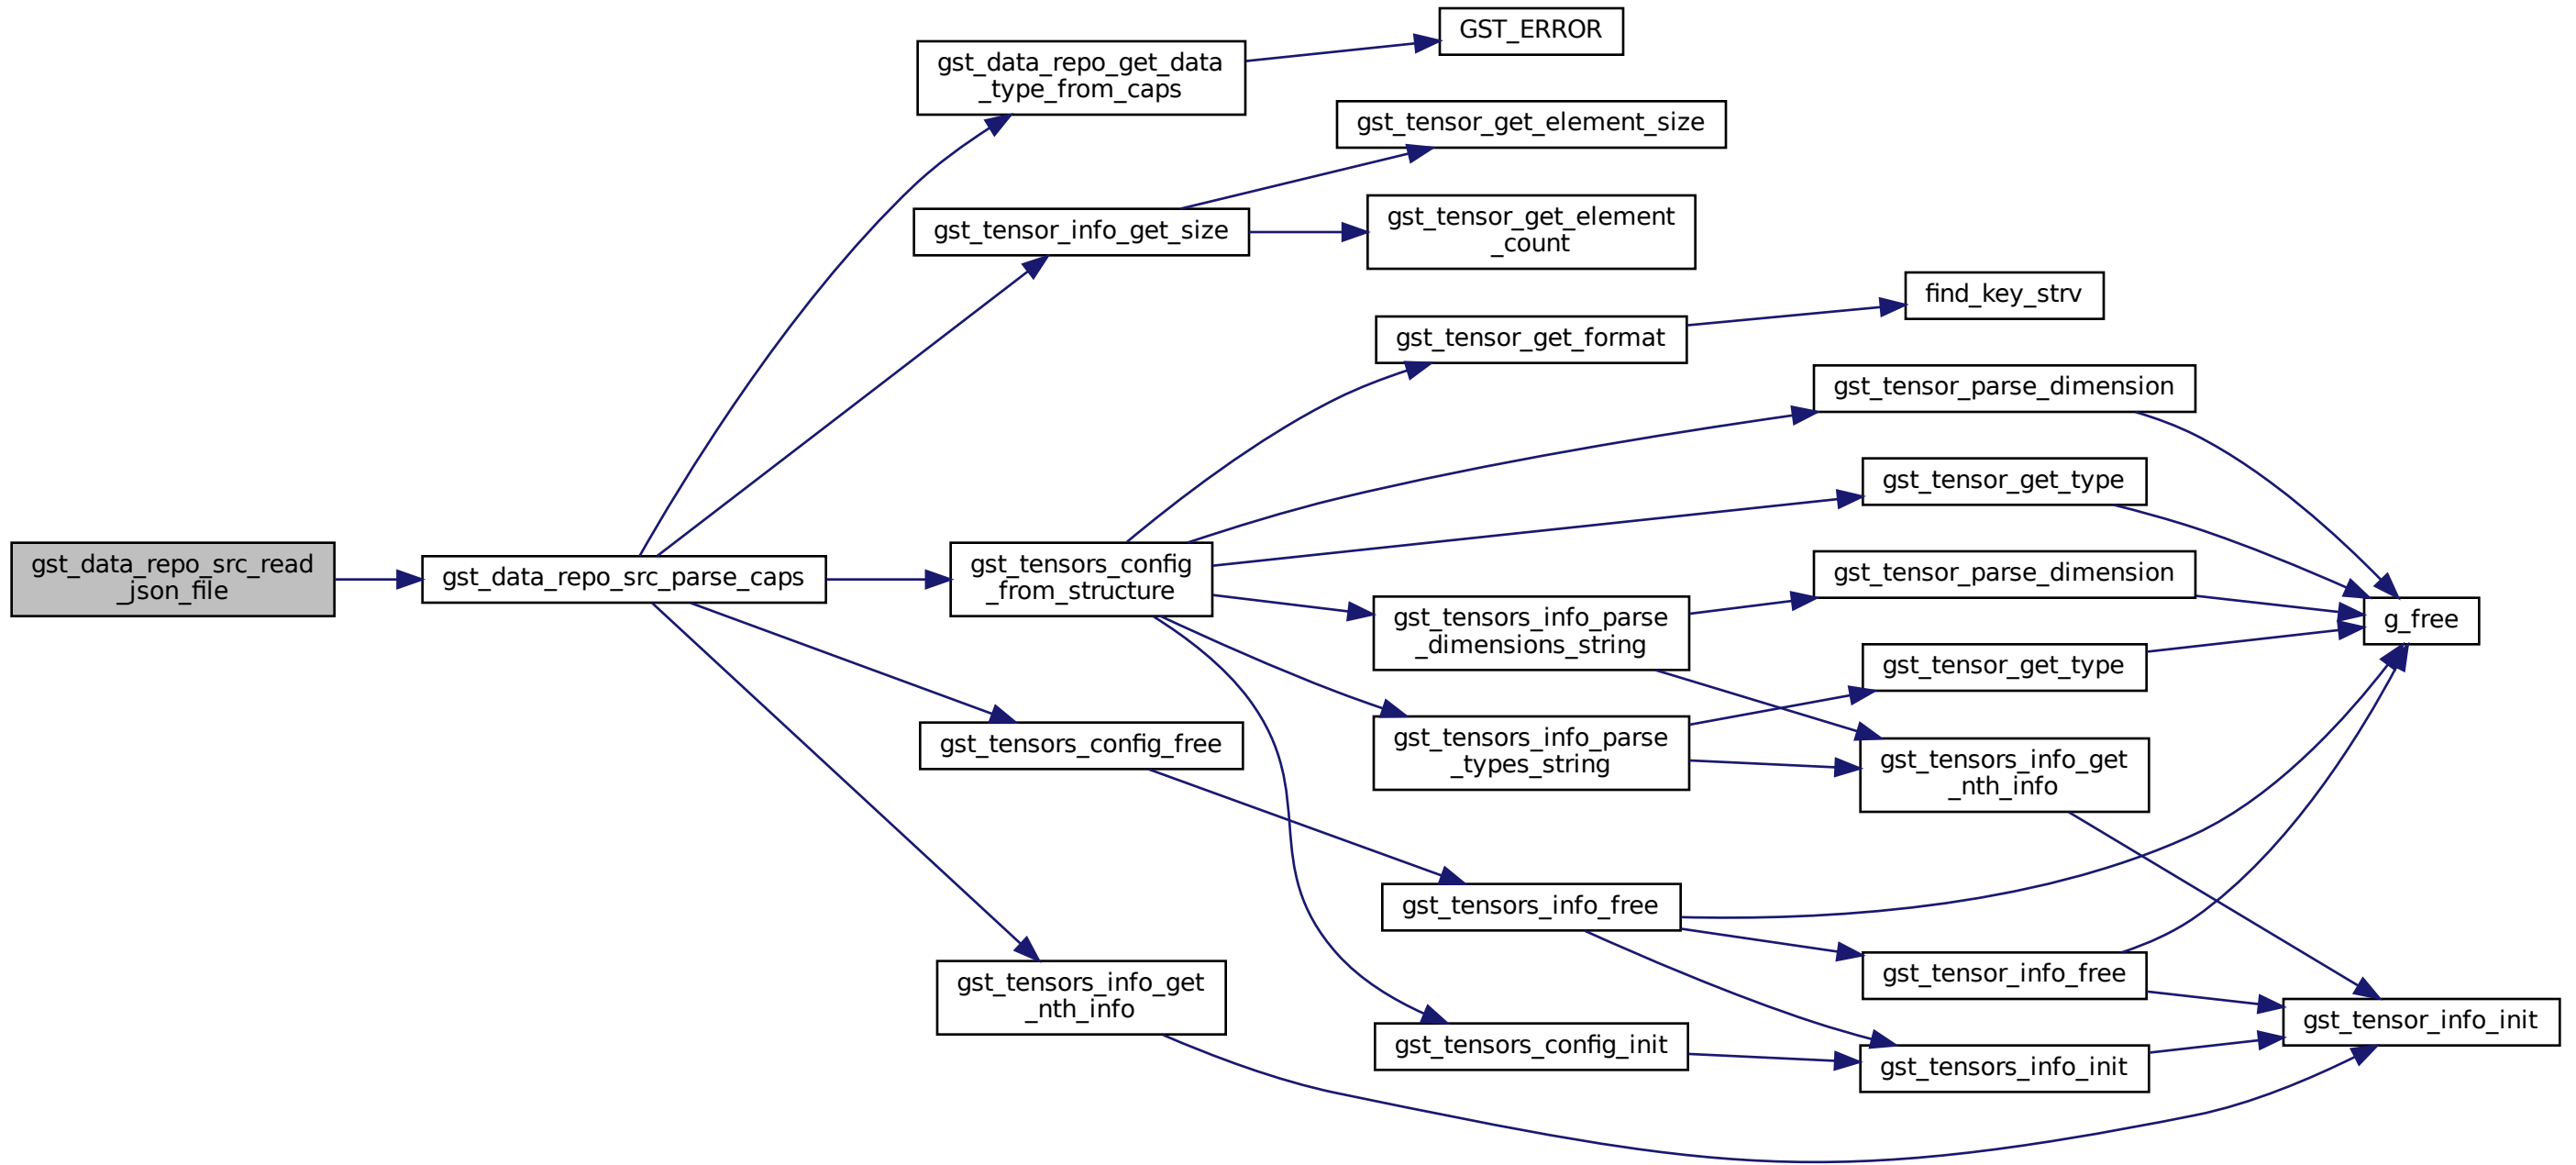 GST_ERROR
gst_data_repo_get_data
_type_from_caps
gst_tensor_get_element_size
gst_tensor_info_get_size
gst_tensor_get_element
_count
find_key_strv
gst_tensor_get_format
gst_tensor_parse_dimension
gst_tensor_get_type
gst_data_repo_src_read
_json_file
gst_data_repo_src_parse_caps
gst_tensors_config
_from_structure
gst_tensor_parse_dimension
gst_tensors_info_parse
_dimensions_string
g_free
gst_tensor_get_type
gst_tensors_config_free
gst_tensors_info_parse
_types_string
gst_tensors_info_get
_nth_info
gst_tensors_info_free
gst_tensor_info_free
gst_tensors_info_get
_nth_info
gst_tensor_info_init
gst_tensors_config_init
gst_tensors_info_init